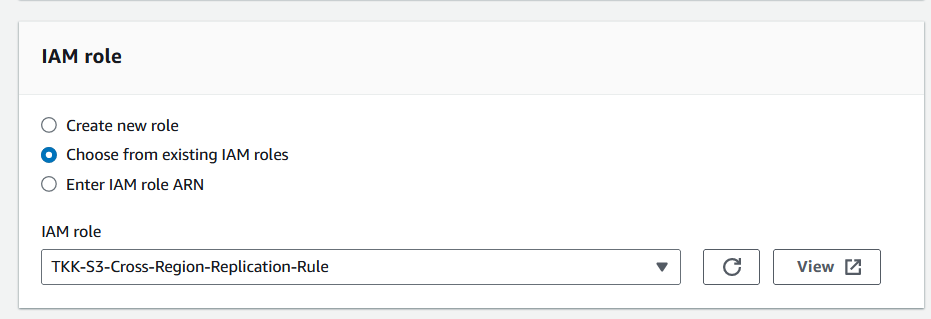 IAM role
Create new role
Choose from existing IAM roles
Enter IAM role ARN
IAM role
TKK-S3-Cross-Region-Replication-Rule
View